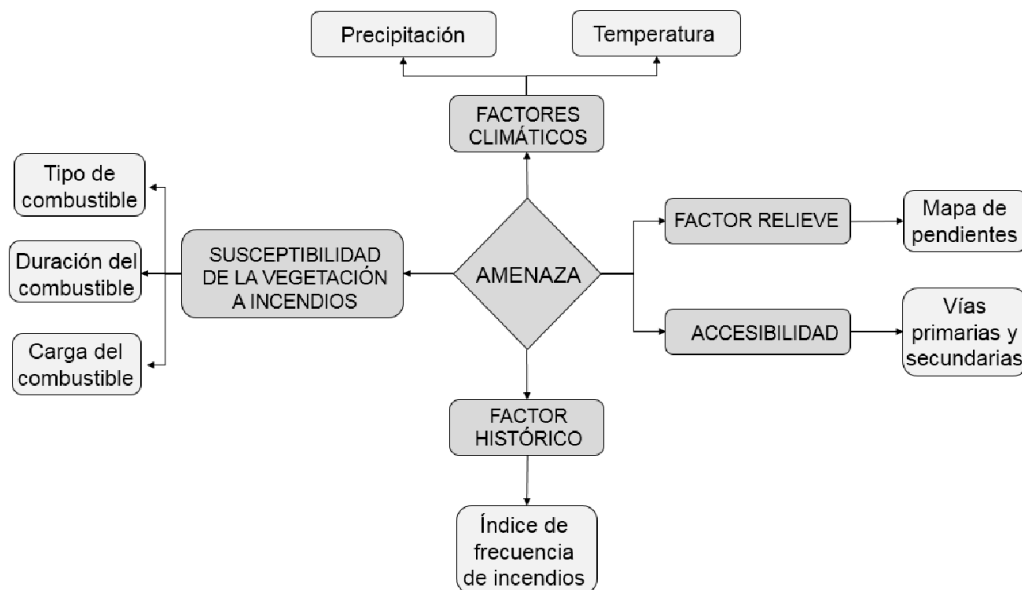 Precipitación
Temperatura
FACTORES
CLIMÁTICOS
Tipo de
combustible
Duración del
combustible
Carga del
combustible
SUSCEPTIBILIDAD
DE LA VEGETACIÓN
A INCENDIOS
AMENAZA
FACTOR RELIEVE
Mapa de
pendientes
ACCESIBILIDAD
Vías
primarias y
secundarias
FACTOR
HISTÓRICO
Índice de
frecuencia
de incendios